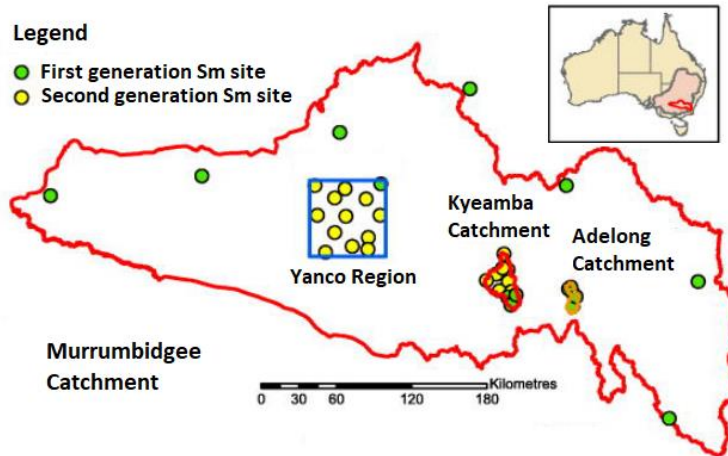 Legend
First generation Sm site
Second generation Sm site
Kyeamba
Catchment
Adelong
Catchment
Yanco Region
Murrumbidgee
Catchment
Kilometres
0 30 60 120 180